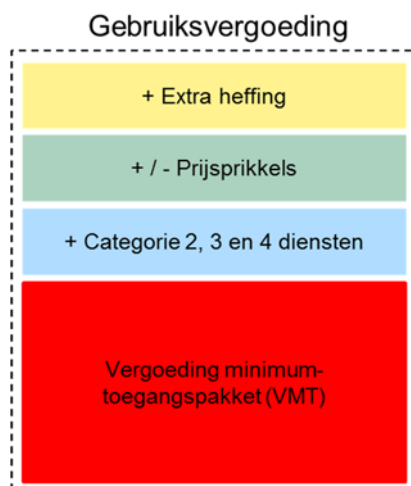 Gebruiksvergoeding
+ Extra heffing
+ / - Prijsprikkels
+ Categorie 2, 3 en 4 diensten
Vergoeding minimum-
toegangspakket (VMT)